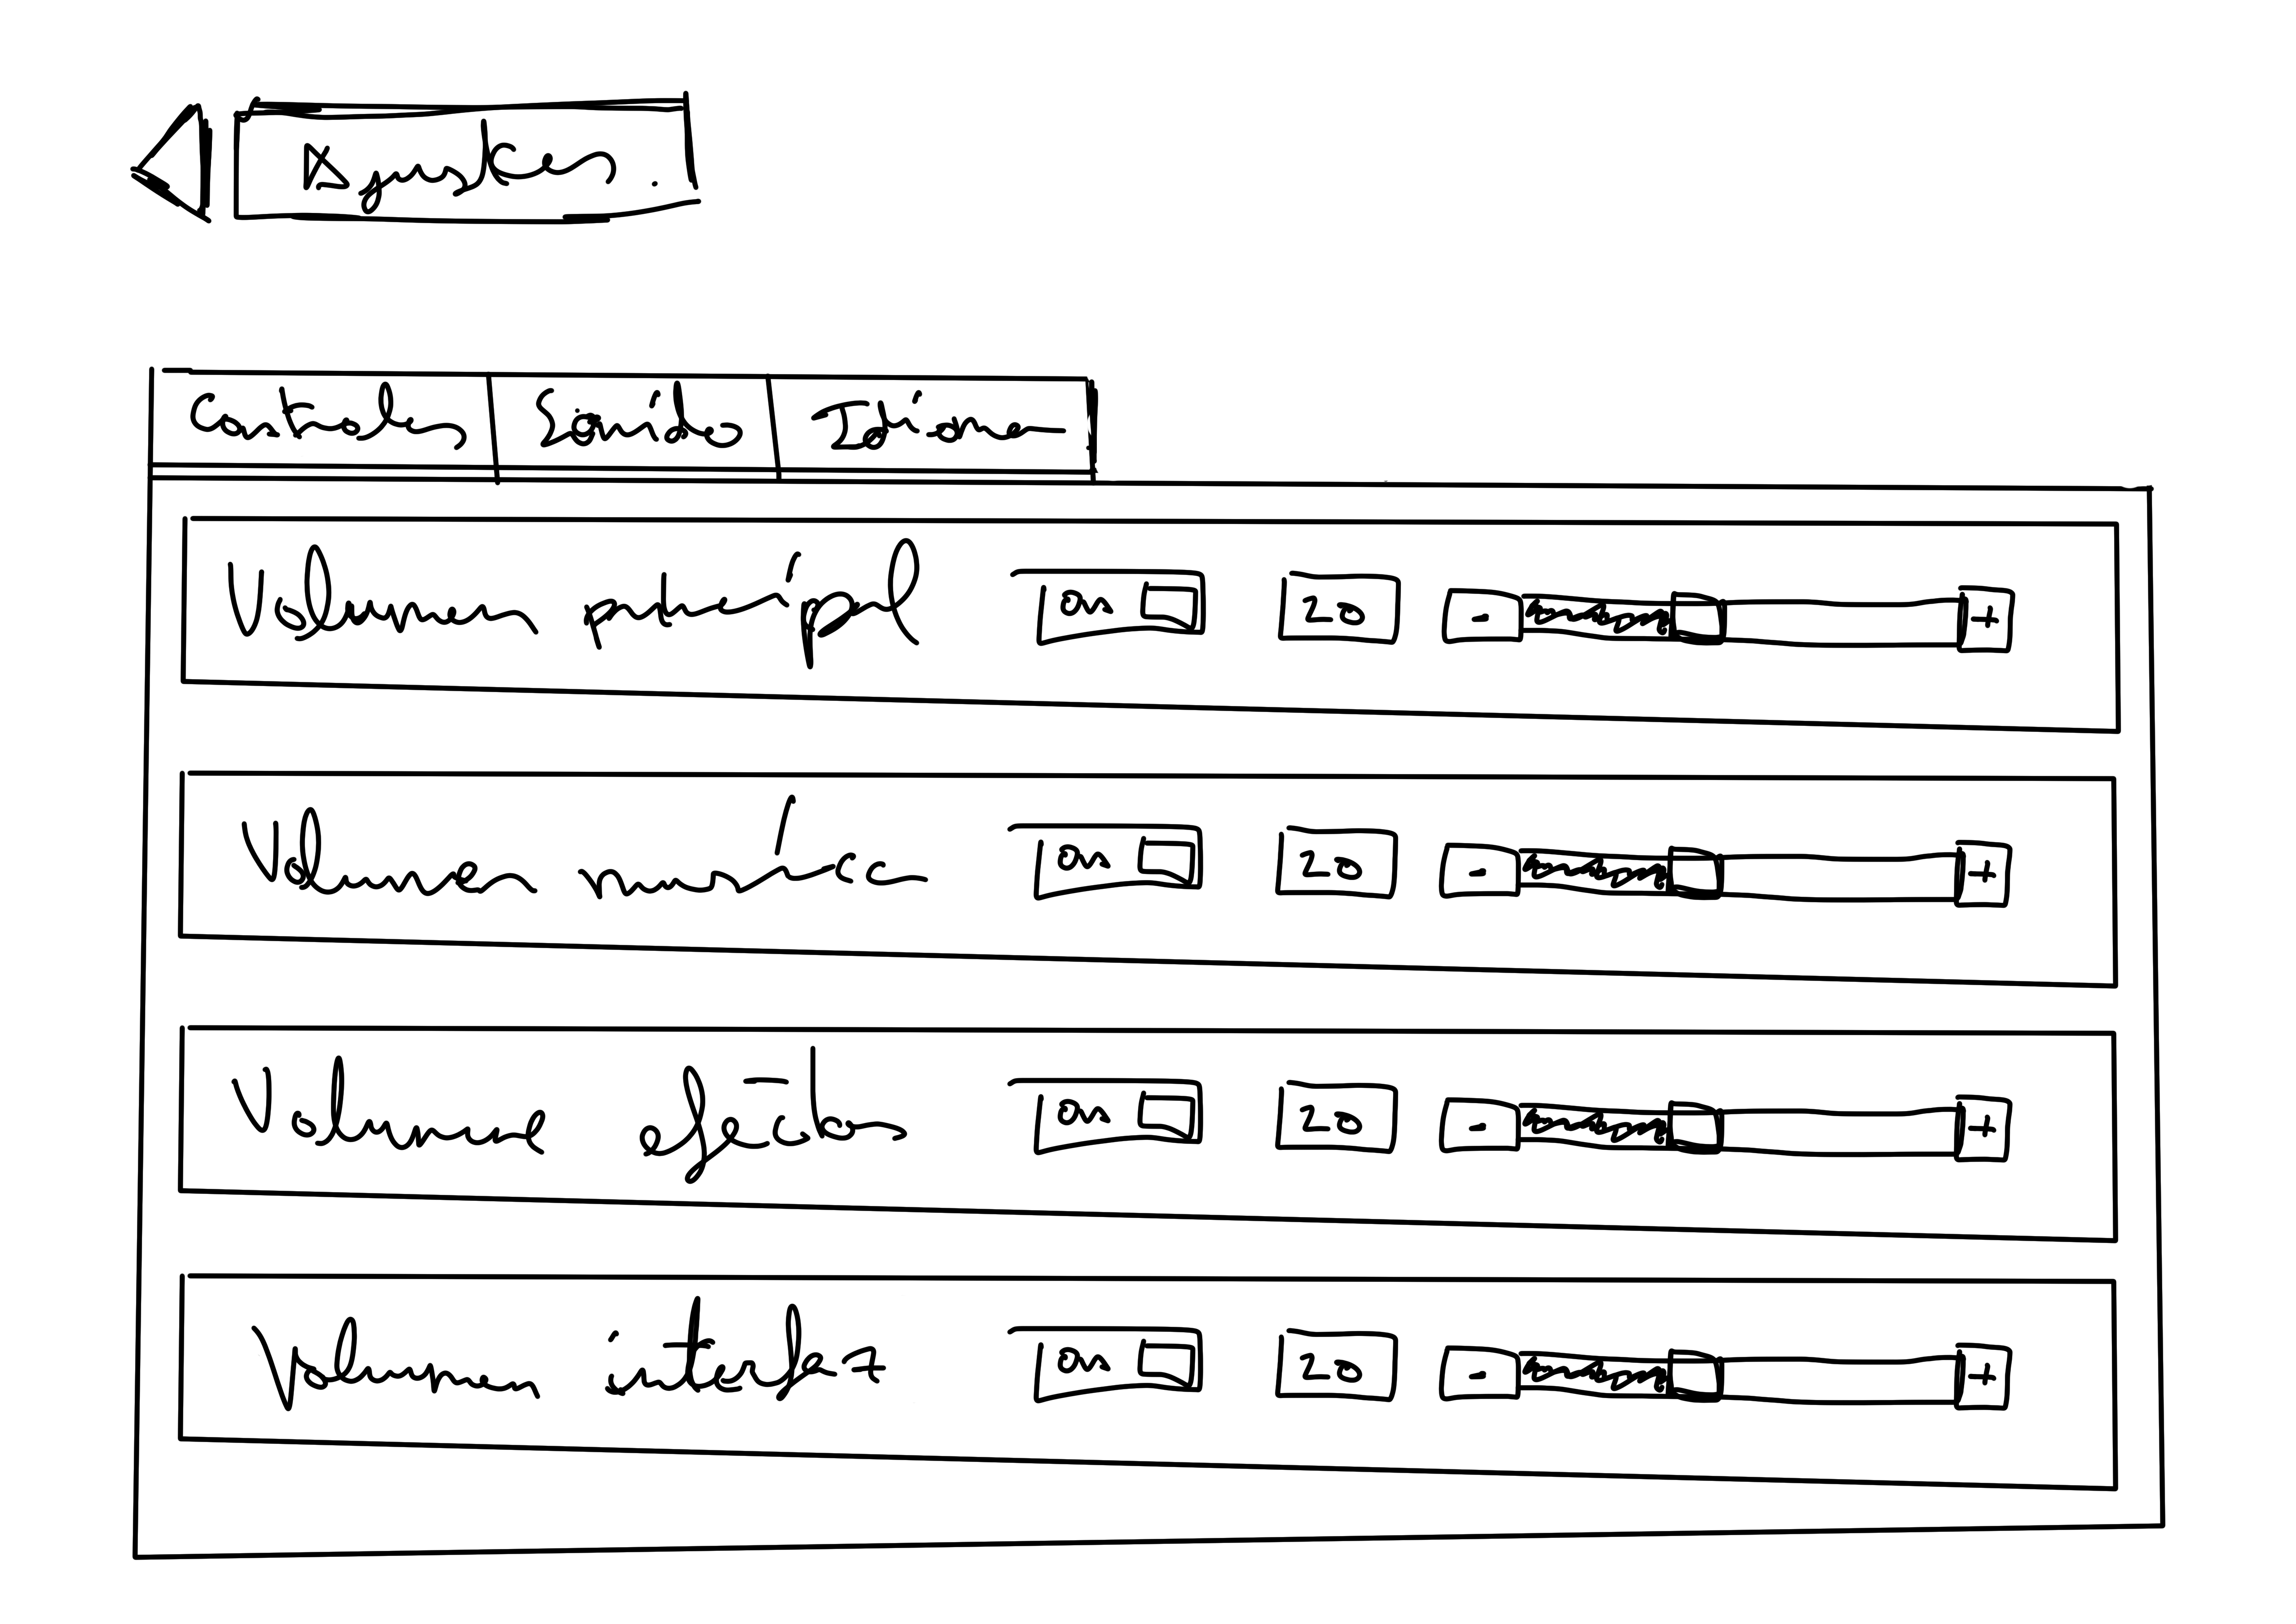 Ajustes
Controles Sonido Idioma
Volumen principal on 20 - +
Volumen música on 20 - +
Volumen efectos on 20 - +
Volumen interfaz on 20 - +